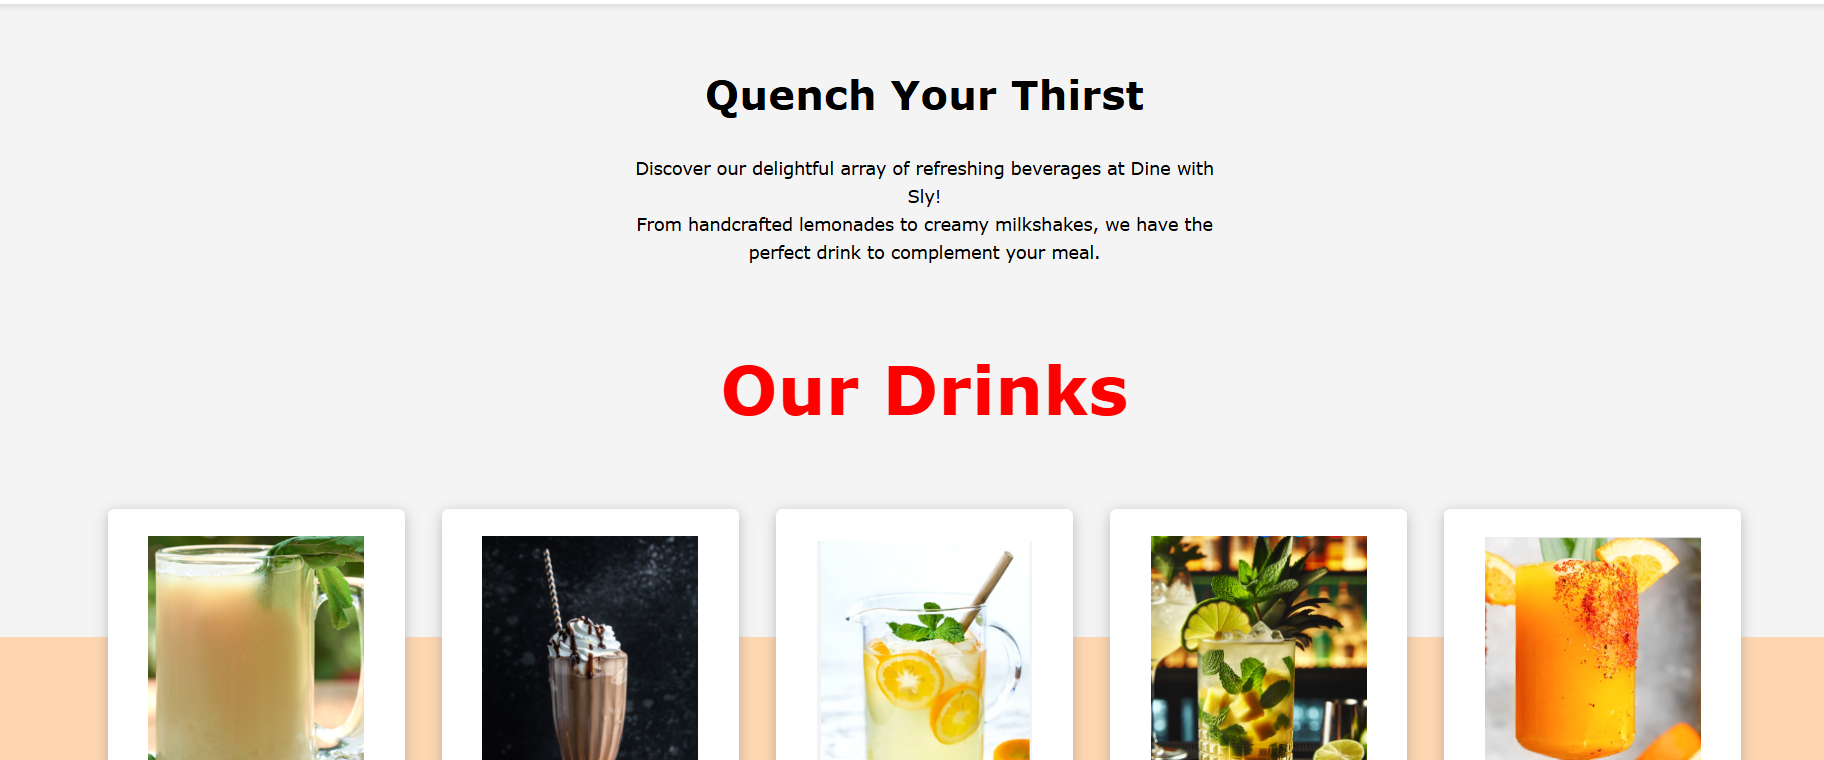 Quench Your Thirst
Discover our delightful array of refreshing beverages at Dine with
Sly!
From handcrafted lemonades to creamy milkshakes, we have the
perfect drink to complement your meal.
Our Drinks